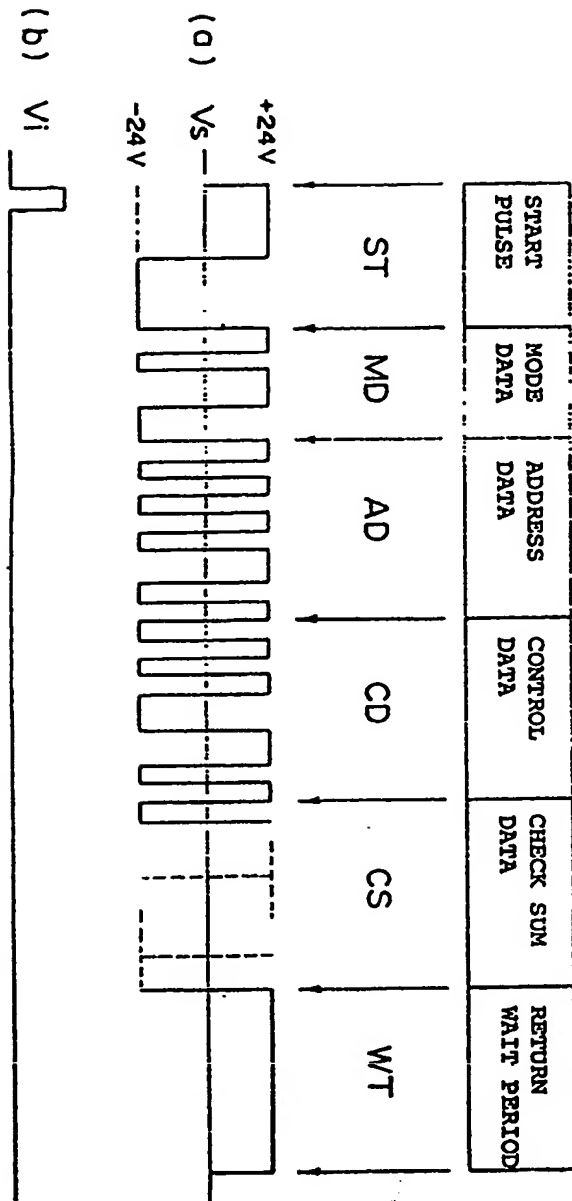 START
PULSE
MODE
DATA
ADDRESS
DATA
CONTROL
DATA
CHECK SUM
DATA
RETURN
WAIT PERIOD
ST
MD
AD
CD
CS
WT
+24V
(a) Vs
-24V
(b) Vi